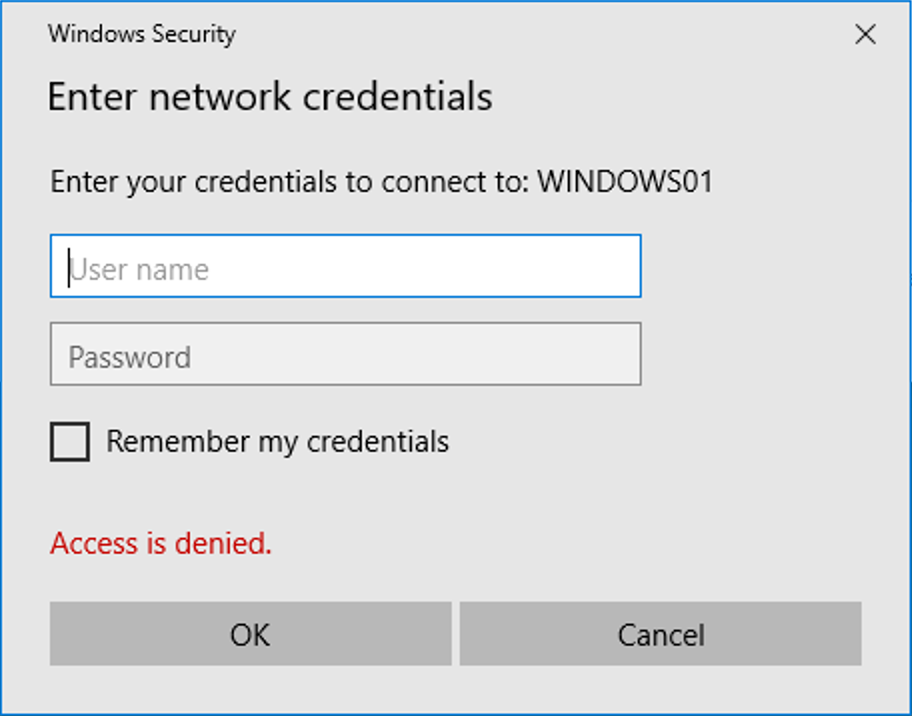 Windows Security
Enter network credentials
Enter your credentials to connect to: WINDOWS01
User name
Password
Remember my credentials
Access is denied.
OK
Cancel